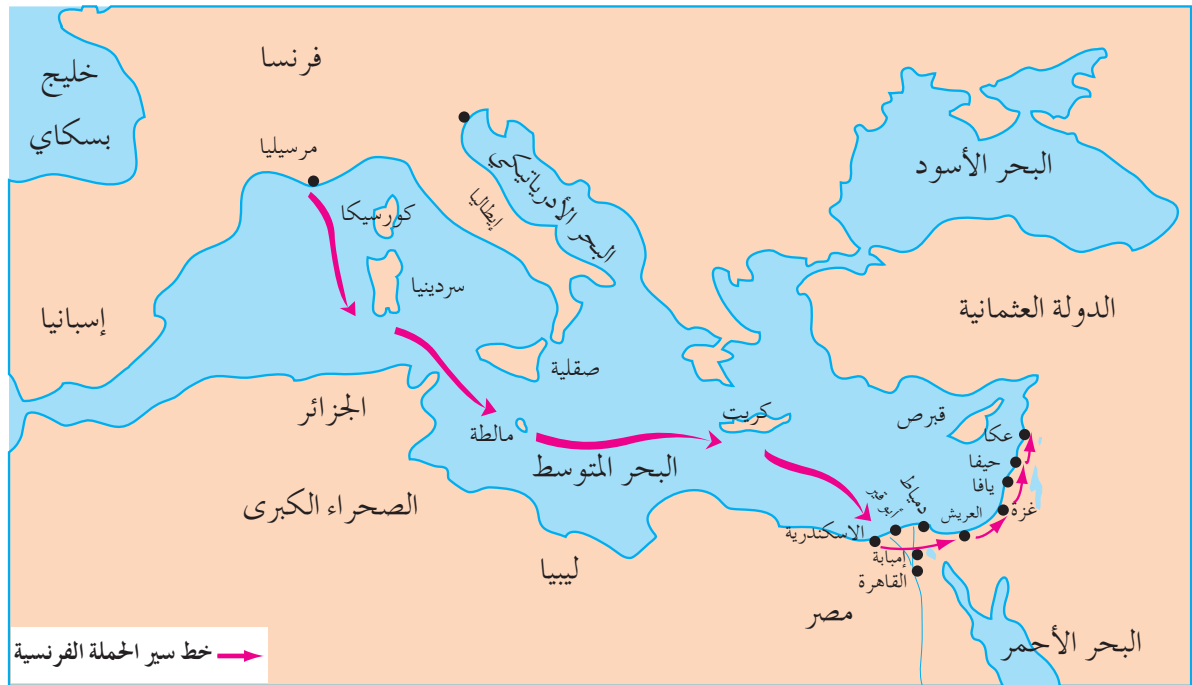 فرنسا
خليج
بسكاي
مرسيليا
كورسيكا
سردينيا
إيطاليا
البحر الأدرياتيكي
البحر الأسود
الدولة العثمانية
إسبانيا
صقلية
الجزائر
مالطة
كريت
قبرص
عكا
حيفا
يافا
غزة
العريش
دمياط
أبو قير
الاسكندرية
إمبابة
القاهرة
البحر المتوسط
الصحراء الكبرى
ليبيا
مصر
البحر الأحمر
خط سير الحملة الفرنسية